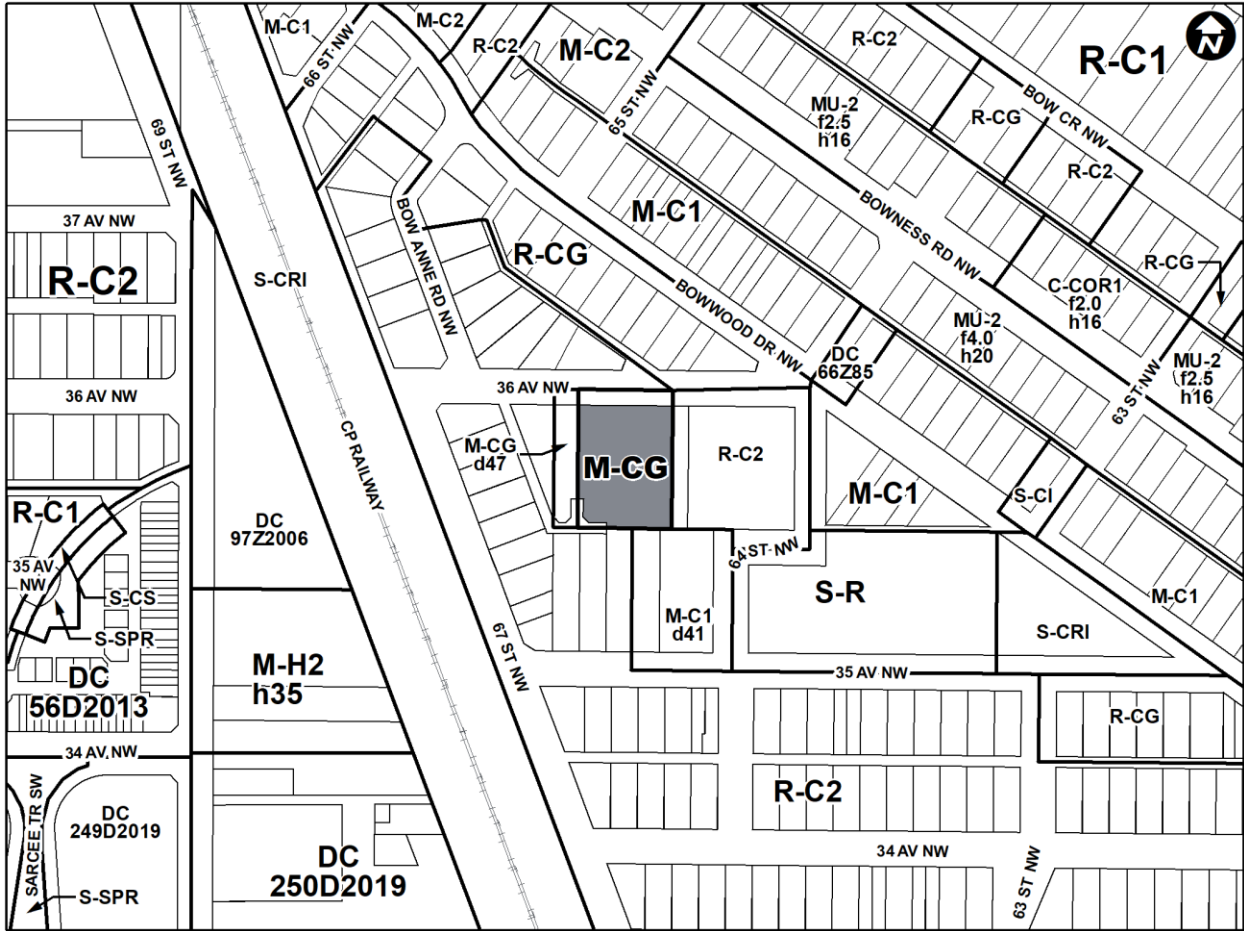 M-C1
M-C2
R-C2
M-C2
R-C2
R-C1
N
66 ST NW
65 ST NW
BOW CR NW
MU-2
f2.5
h16
R-CG
R-C2
69 ST NW
37 AV NW
R-C2
S-CRI
BOW ANNE RD NW
R-CG
M-C1
BOWNESS RD NW
R-CG
C-COR1
f2.0
h16
BOWWOOD DR NW
MU-2
f4.0
h20
DC
66Z85
MU-2
f2.5
h16
63 ST NW
36 AV NW
36 AV NW
CP RAILWAY
M-CG
d47
M-CG
R-C2
M-C1
S-CI
R-C1
35 AV
NW
S-CS
S-SPR
DC
97Z2006
64 ST NW
M-C1
d41
S-R
S-CRI
M-C1
67 ST NW
35 AV NW
DC
56D2013
M-H2
h35
R-CG
34 AV NW
R-C2
SARCEE TR SW
DC
249D2019
S-SPR
DC
250D2019
34 AV NW
63 ST NW